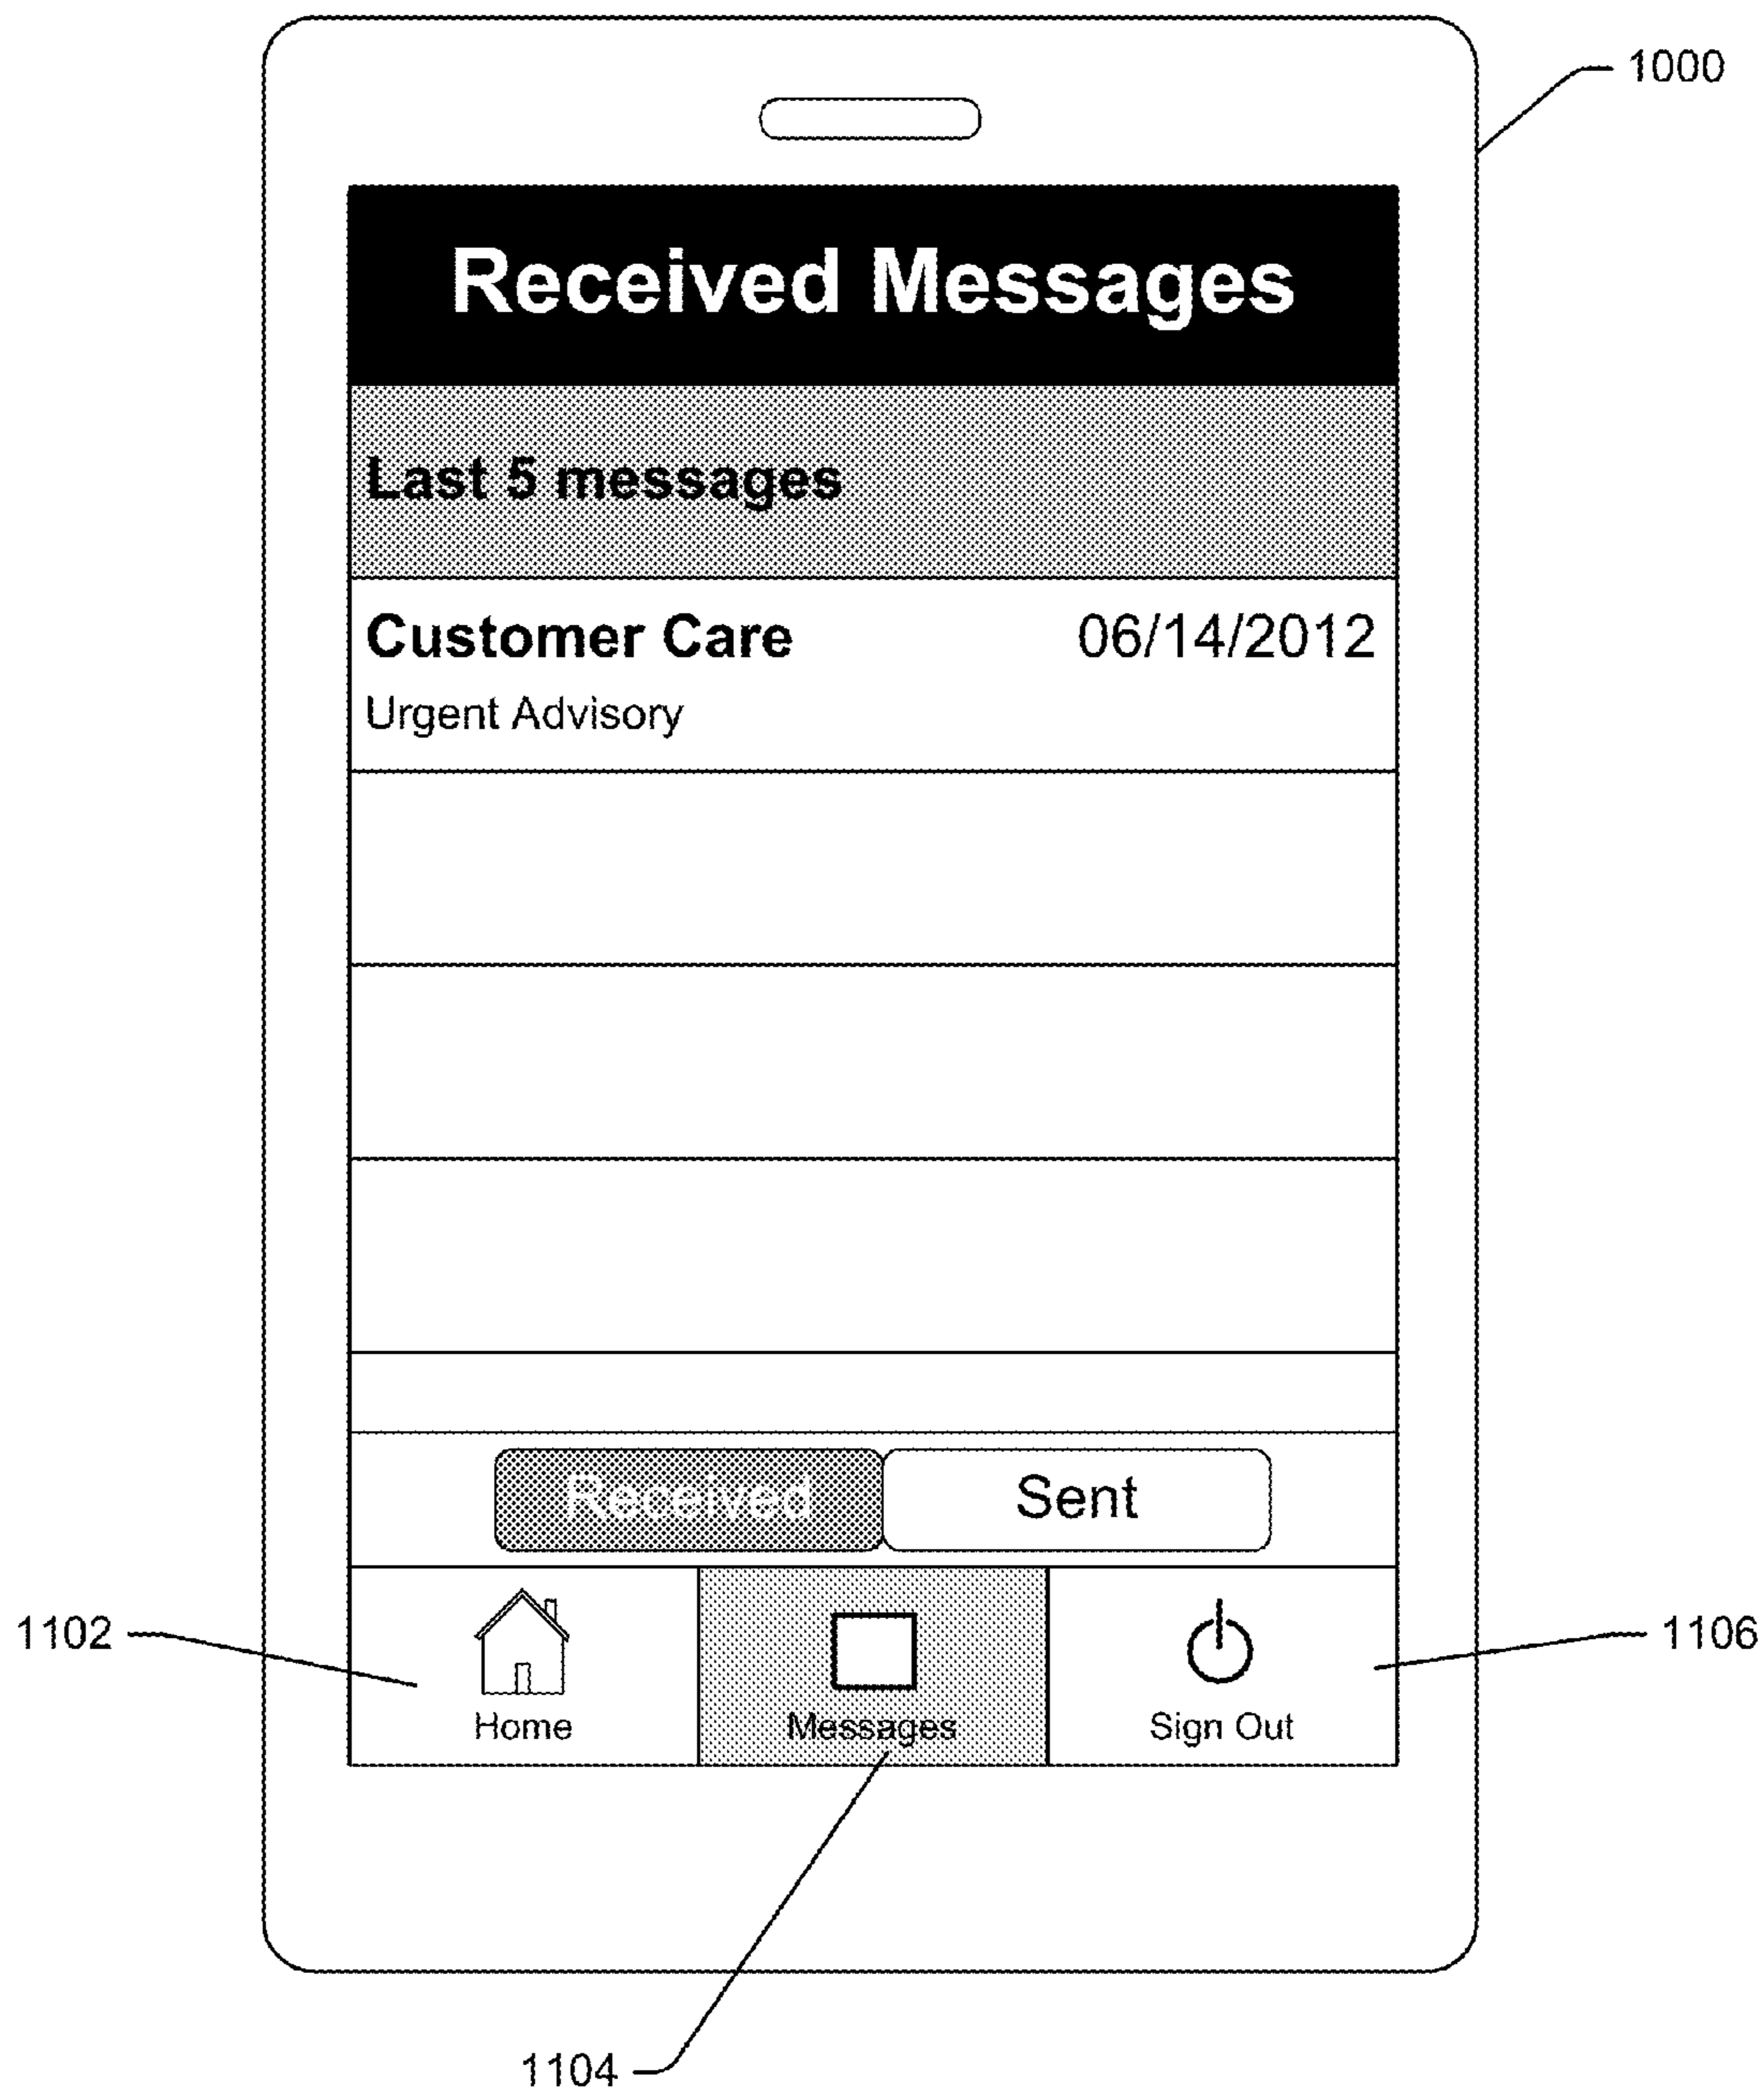 1000
Received Messages
Last 5 messages
Customer Care 06/14/2012
Urgent Advisory
Received Sent
1102 1106
Home Messages Sign Out
1104